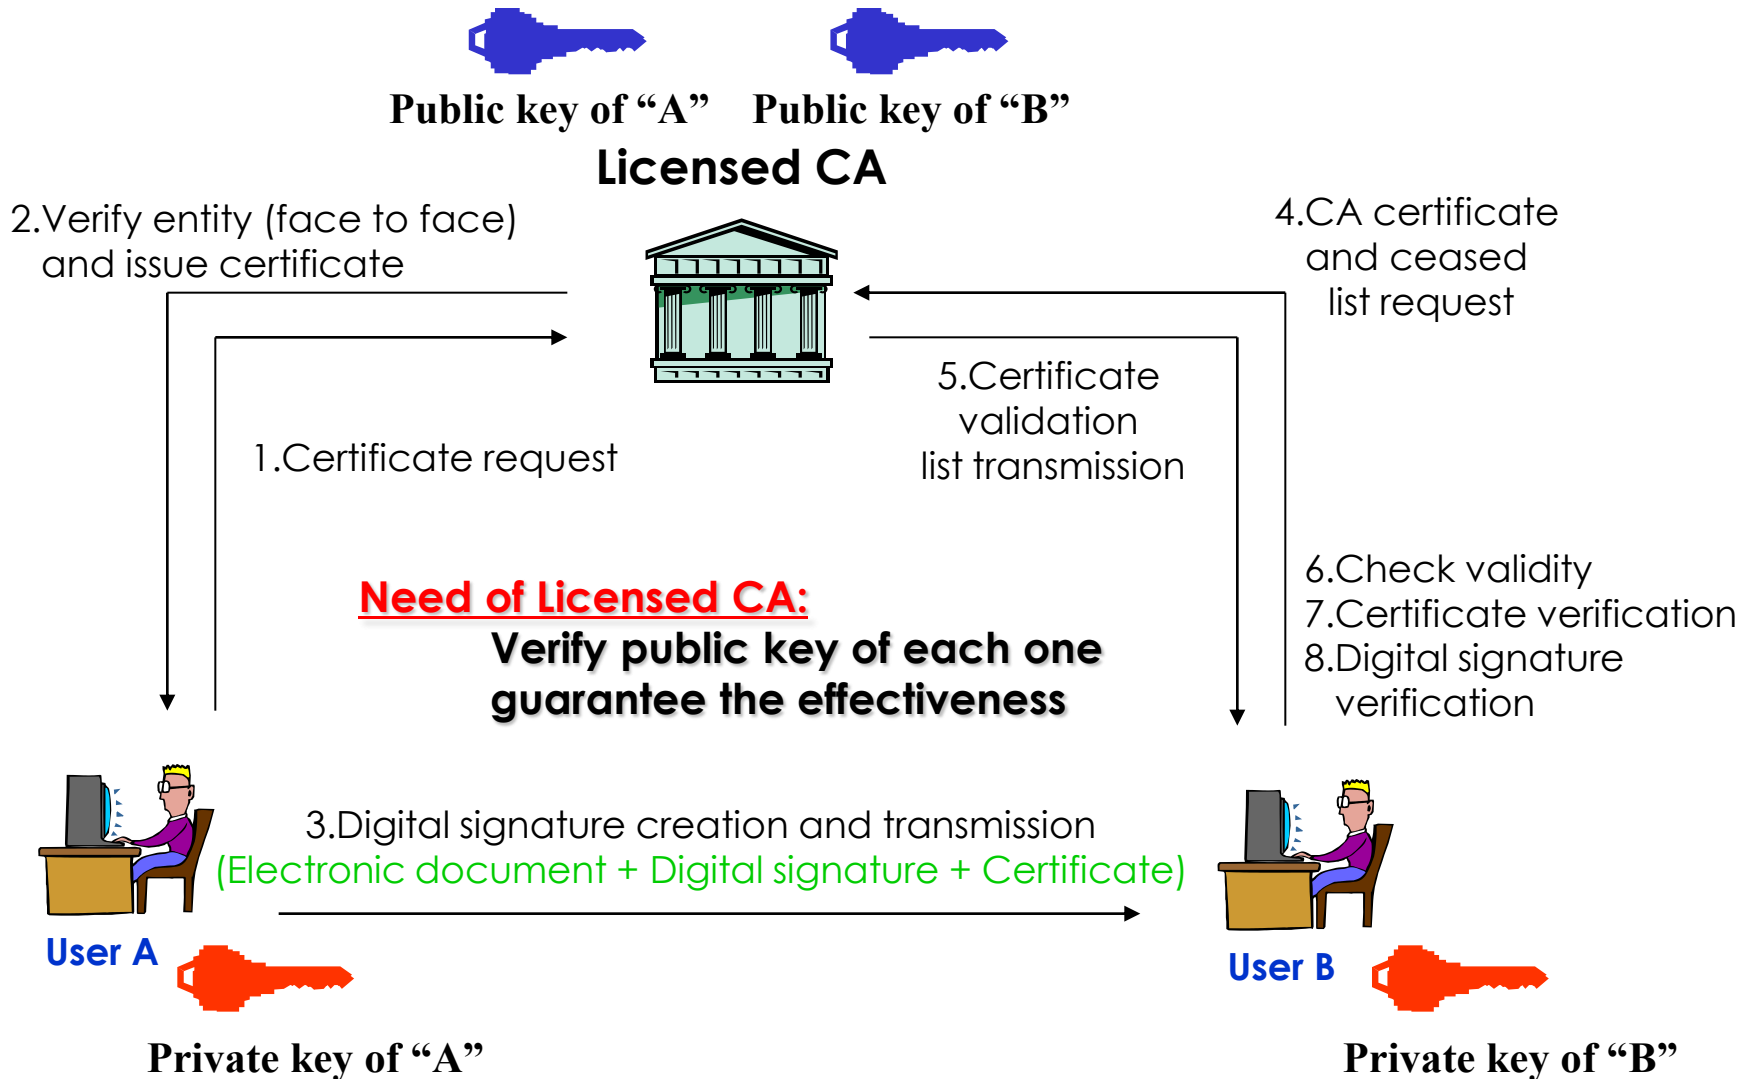 Public key of “A”
Public key of “B”
Licensed CA
2.Verify entity (face to face)
and issue certificate
4.CA certificate
and ceased
list request
5.Certificate
validation
list transmission
1.Certificate request
Need of Licensed CA:
Verify public key of each one
guarantee the effectiveness
6.Check validity
7.Certificate verification
8.Digital signature
verification
3.Digital signature creation and transmission
(Electronic document + Digital signature + Certificate)
User A
User B
Private key of “A”
Private key of “B”